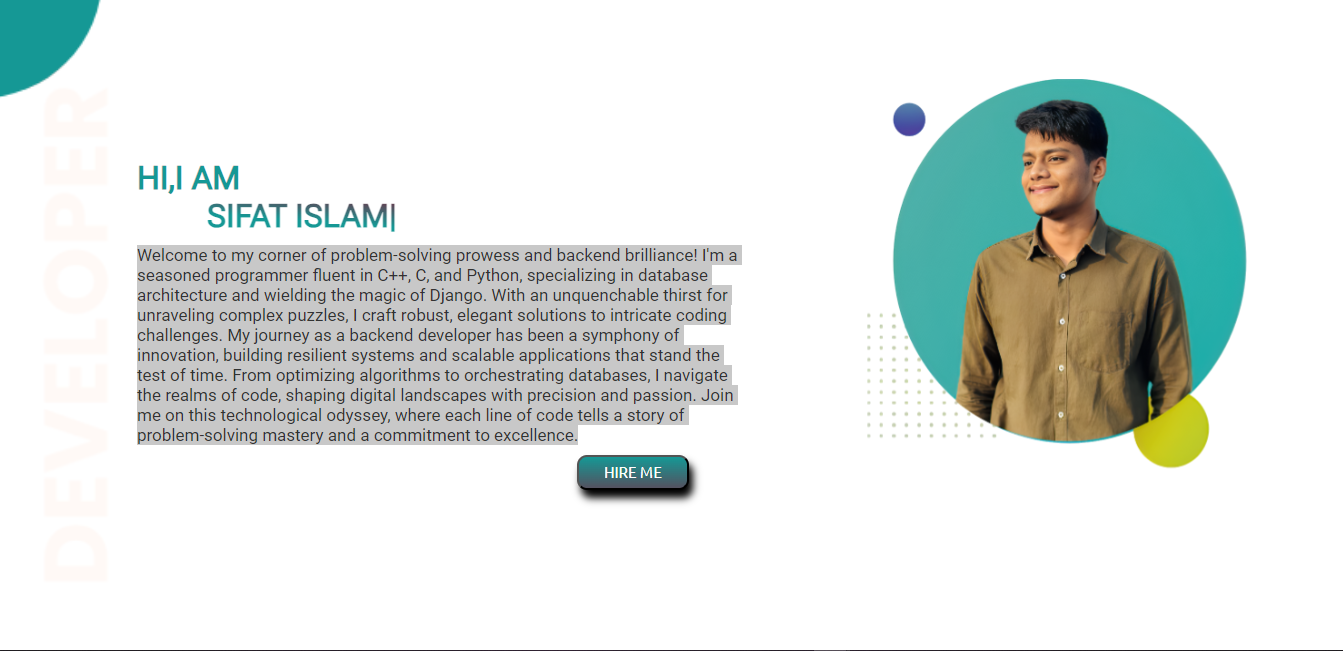 DEVELOPER
HI,I AM
SIFAT ISLAM|
Welcome to my corner of problem-solving prowess and backend brilliance! I'm a
seasoned programmer fluent in C++, C, and Python, specializing in database
architecture and wielding the magic of Django. With an unquenchable thirst for
unraveling complex puzzles, I craft robust, elegant solutions to intricate coding
challenges. My journey as a backend developer has been a symphony of
innovation, building resilient systems and scalable applications that stand the
test of time. From optimizing algorithms to orchestrating databases, I navigate
the realms of code, shaping digital landscapes with precision and passion. Join
me on this technological odyssey, where each line of code tells a story of
problem-solving mastery and a commitment to excellence.
HIRE ME